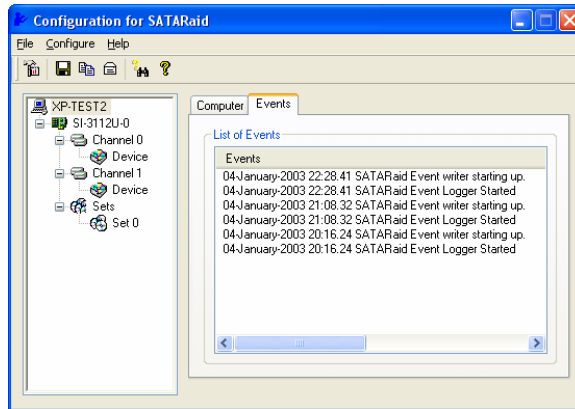 Configuration for SATARaid
File Configure Help
XP-TEST2
SI-3112U-0
Channel 0
Device
Channel 1
Device
Sets
Set 0
Computer Events
List of Events
Events
04-January-2003 22:28.41 SATARaid Event writer starting up.
04-January-2003 22:28.41 SATARaid Event Logger Started
04-January-2003 21:08.32 SATARaid Event writer starting up.
04-January-2003 21:08.32 SATARaid Event Logger Started
04-January-2003 20:16.24 SATARaid Event writer starting up.
04-January-2003 20:16.24 SATARaid Event Logger Started